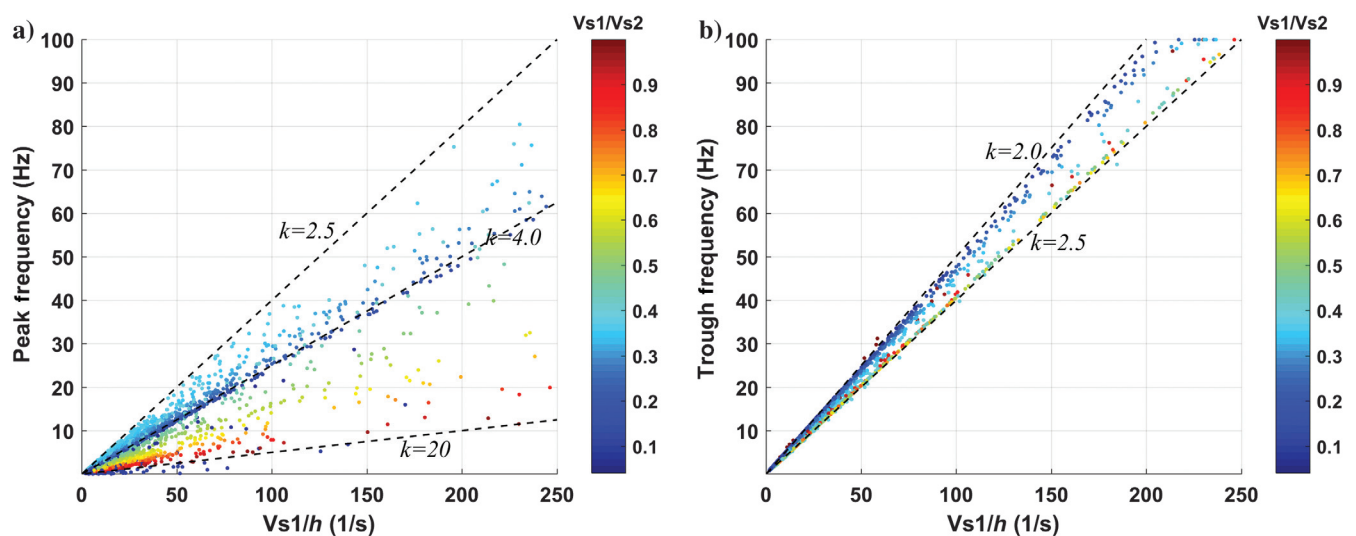 a)
Vs1/Vs2
Peak frequency (Hz)
100
90
80
70
60
50
40
30
20
10
0 50 100 150 200 250
Vs1/h (1/s)
k=2.5
k=4.0
k=20
0.9
0.8
0.7
0.6
0.5
0.4
0.3
0.2
0.1
b)
Vs1/Vs2
Trough frequency (Hz)
100
90
80
70
60
50
40
30
20
10
0 50 100 150 200 250
Vs1/h (1/s)
k=2.0
k=2.5
0.9
0.8
0.7
0.6
0.5
0.4
0.3
0.2
0.1